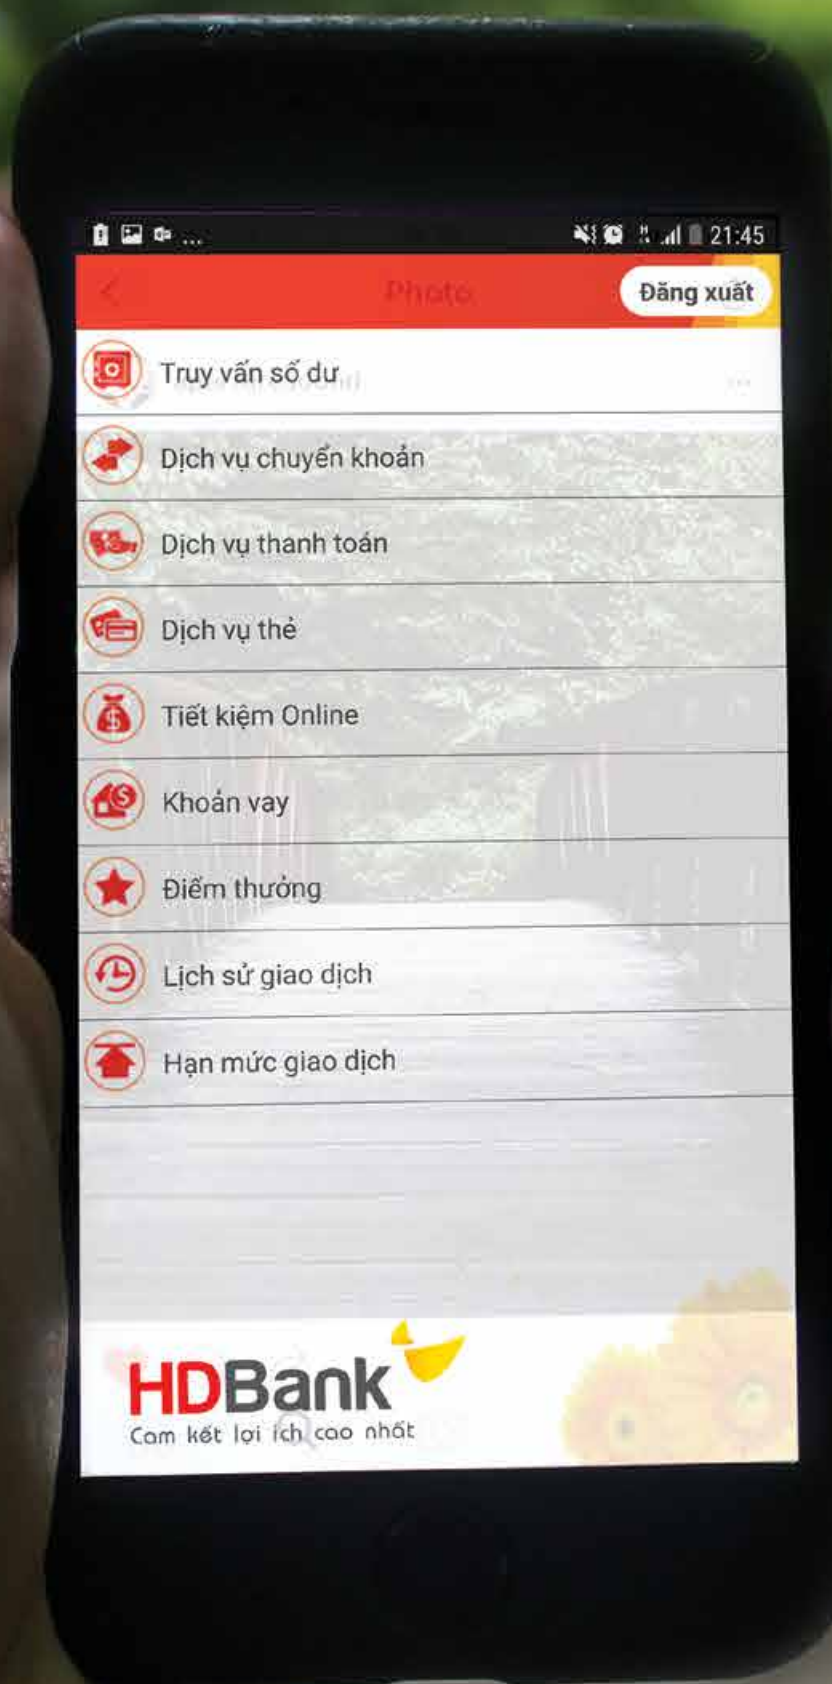 21:45
Photo
Đăng xuất
Truy vấn số dư
Dịch vụ chuyển khoản
Dịch vụ thanh toán
Dịch vụ thẻ
Tiết kiệm Online
Khoản vay
Điểm thưởng
Lịch sử giao dịch
Hạn mức giao dịch
HDBank
Cam kết lợi ích cao nhất